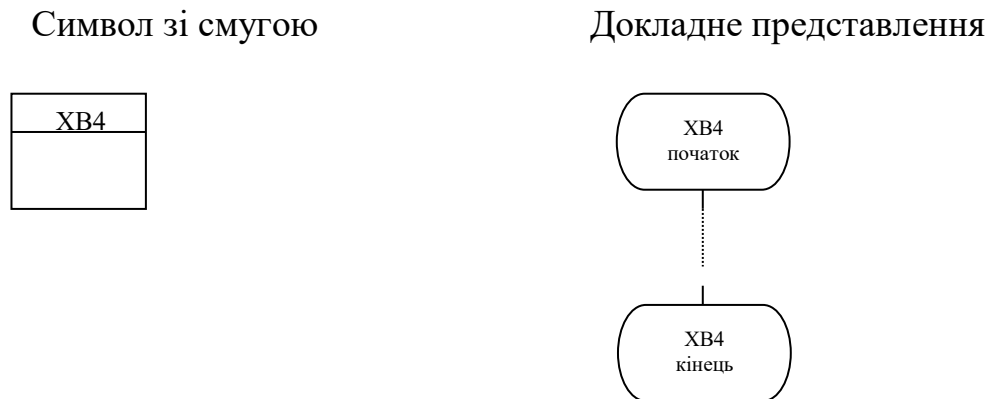 Символ зі смугою
Докладне представлення
XB4
XB4
початок
XB4
кінець